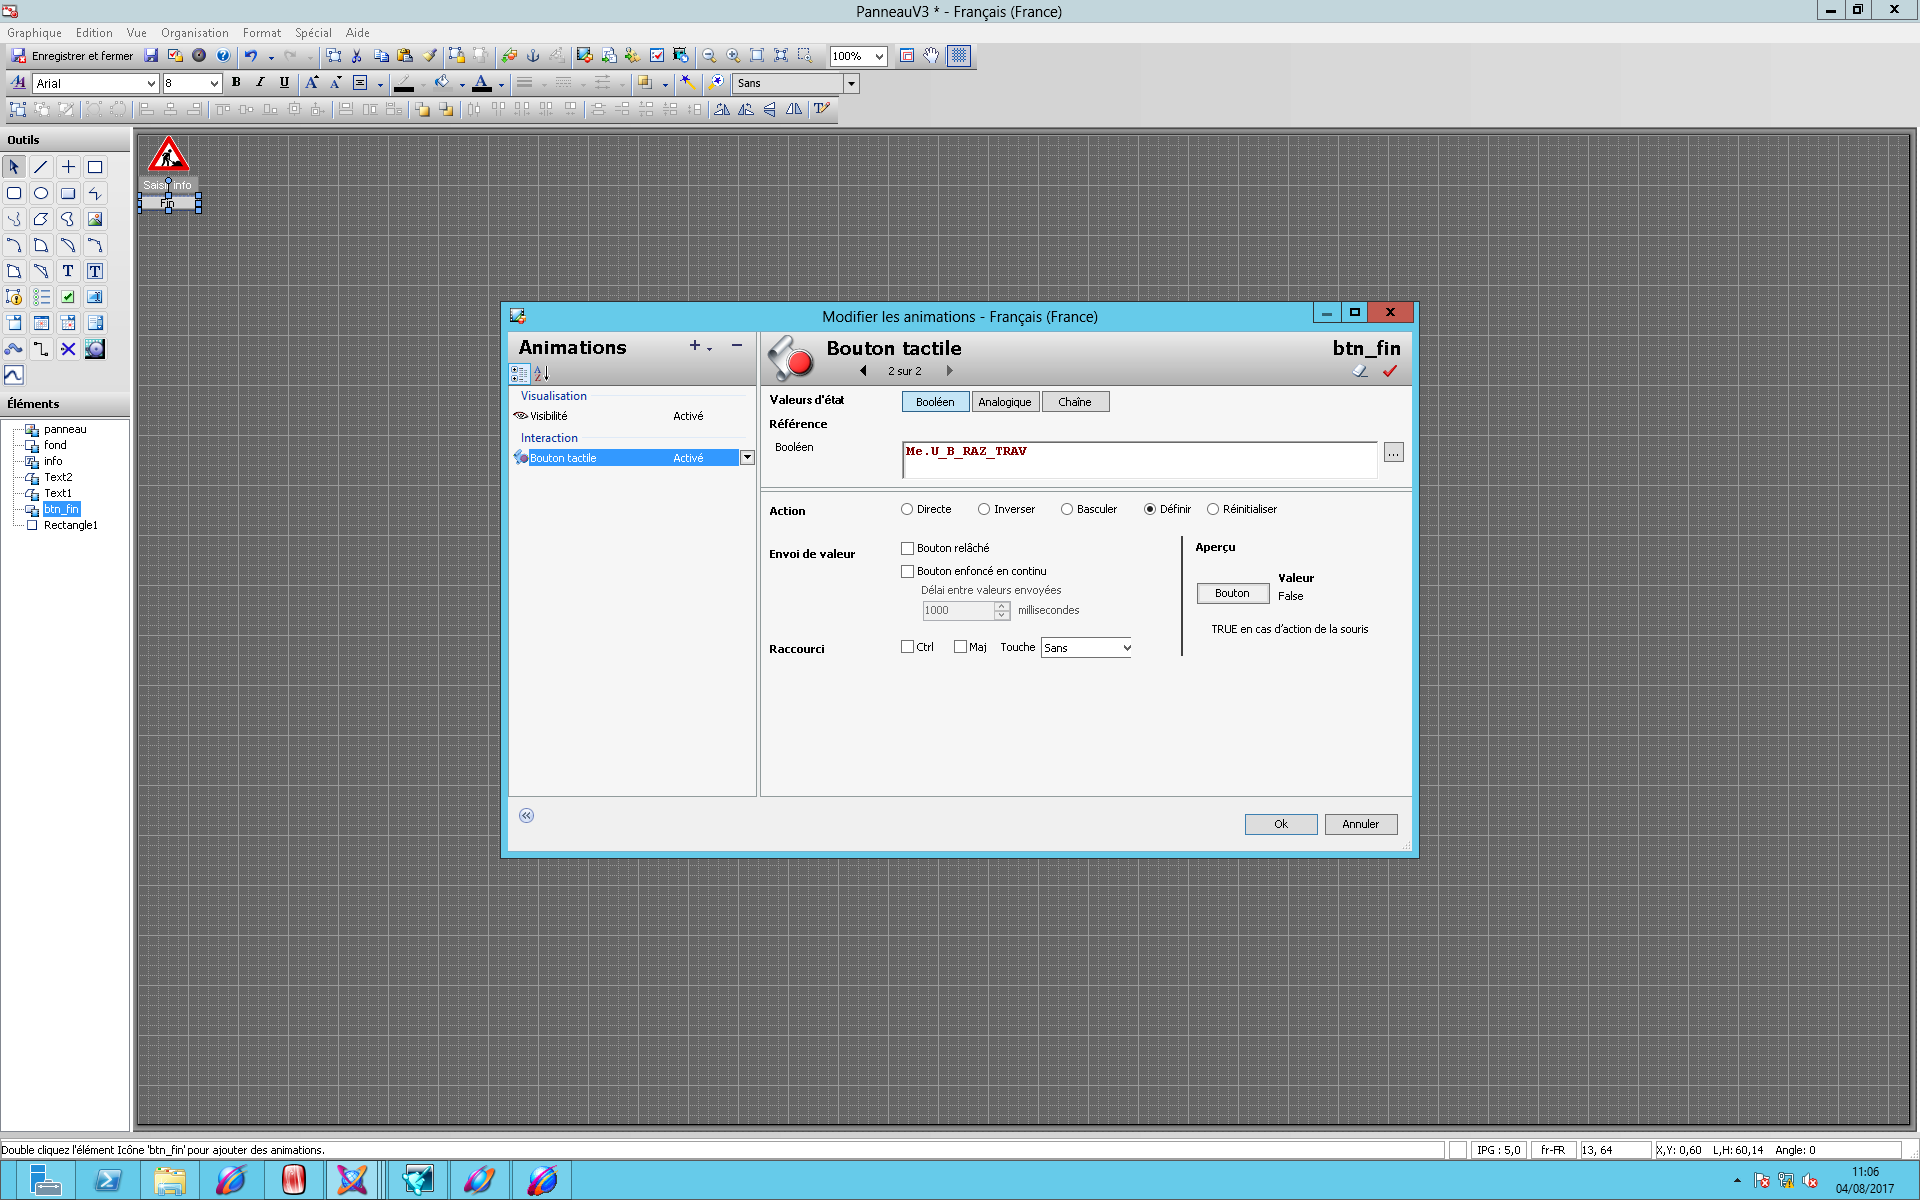 PanneauV3 * - Français (France)
Graphique Edition Vue Organisation Format Spécial Aide
Enregistrer et fermer 100%
Arial 8 B I U A A A Sans
Outils
Saisir info
Fin
T T
Éléments
panneau
fond
info
Text2
Text1
btn_fin
Rectangle1
Modifier les animations - Français (France)
Animations
Visualisation
Visibilité Activé
Interaction
Bouton tactile Activé
Bouton tactile btn_fin
2 sur 2
Valeurs d'état Booléen Analogique Chaîne
Référence
Booléen Me.U_B_RAZ_TRAV ...
Action Directe Inverser Basculer Définir Réinitialiser
Envoi de valeur Bouton relâché
Bouton enfoncé en continu
Délai entre valeurs envoyées
1000 millisecondes
Aperçu
Valeur
Bouton False
TRUE en cas d'action de la souris
Raccourci Ctrl Maj Touche Sans
Ok Annuler
Double cliquez l'élément Icône 'btn_fin' pour ajouter des animations. IPG : 5,0 fr-FR 13, 64 X,Y: 0,60 L,H: 60,14 Angle: 0
11:06
04/08/2017